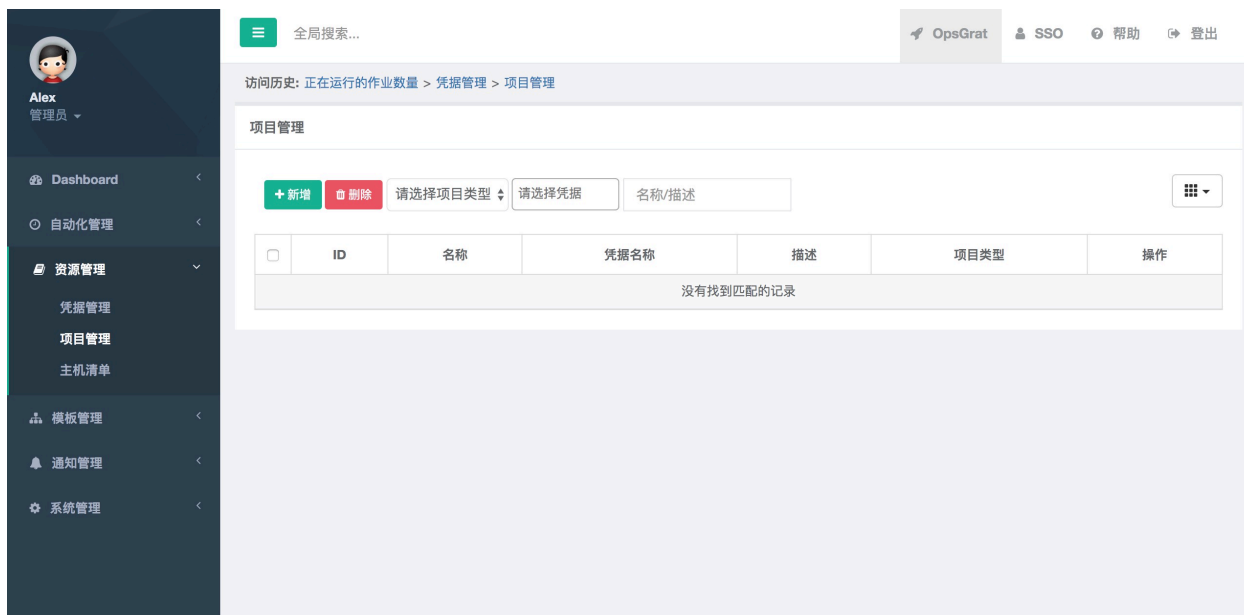 全局搜索...
OpsGrat SSO 帮助 登出
Alex
管理员
Dashboard
自动化管理
资源管理
凭据管理
项目管理
主机清单
模板管理
通知管理
系统管理
访问历史: 正在运行的作业数量 > 凭据管理 > 项目管理
项目管理
+新增 删除 请选择项目类型 请选择凭据 名称/描述
ID 名称 凭据名称 描述 项目类型 操作
没有找到匹配的记录